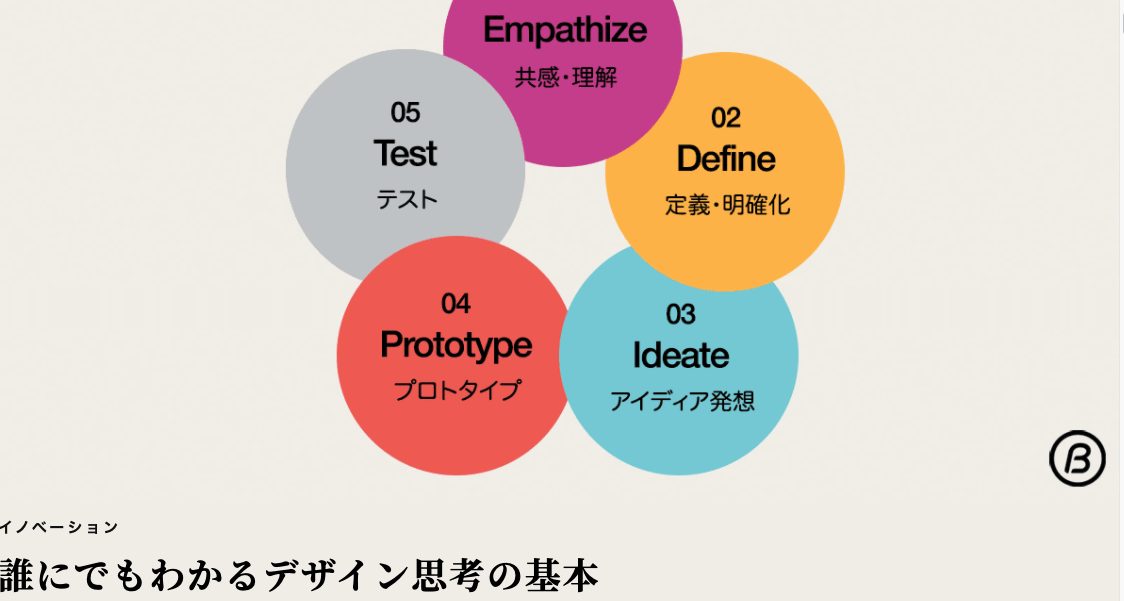 Empathize
共感・理解
02
Define
定義・明確化
03
Ideate
アイディア発想
04
Prototype
プロトタイプ
05
Test
テスト
β
イノベーション
誰にでもわかるデザイン思考の基本